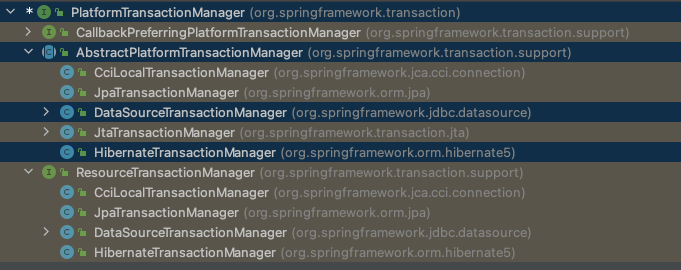 * PlatformTransactionManager (org.springframework.transaction)
CallbackPreferringPlatformTransactionManager (org.springframework.transaction.support)
AbstractPlatformTransactionManager (org.springframework.transaction.support)
CciLocalTransactionManager (org.springframework.jca.cci.connection)
JpaTransactionManager (org.springframework.orm.jpa)
DataSourceTransactionManager (org.springframework.jdbc.datasource)
JtaTransactionManager (org.springframework.transaction.jta)
HibernateTransactionManager (org.springframework.orm.hibernate5)
ResourceTransactionManager (org.springframework.transaction.support)
CciLocalTransactionManager (org.springframework.jca.cci.connection)
JpaTransactionManager (org.springframework.orm.jpa)
DataSourceTransactionManager (org.springframework.jdbc.datasource)
HibernateTransactionManager (org.springframework.orm.hibernate5)